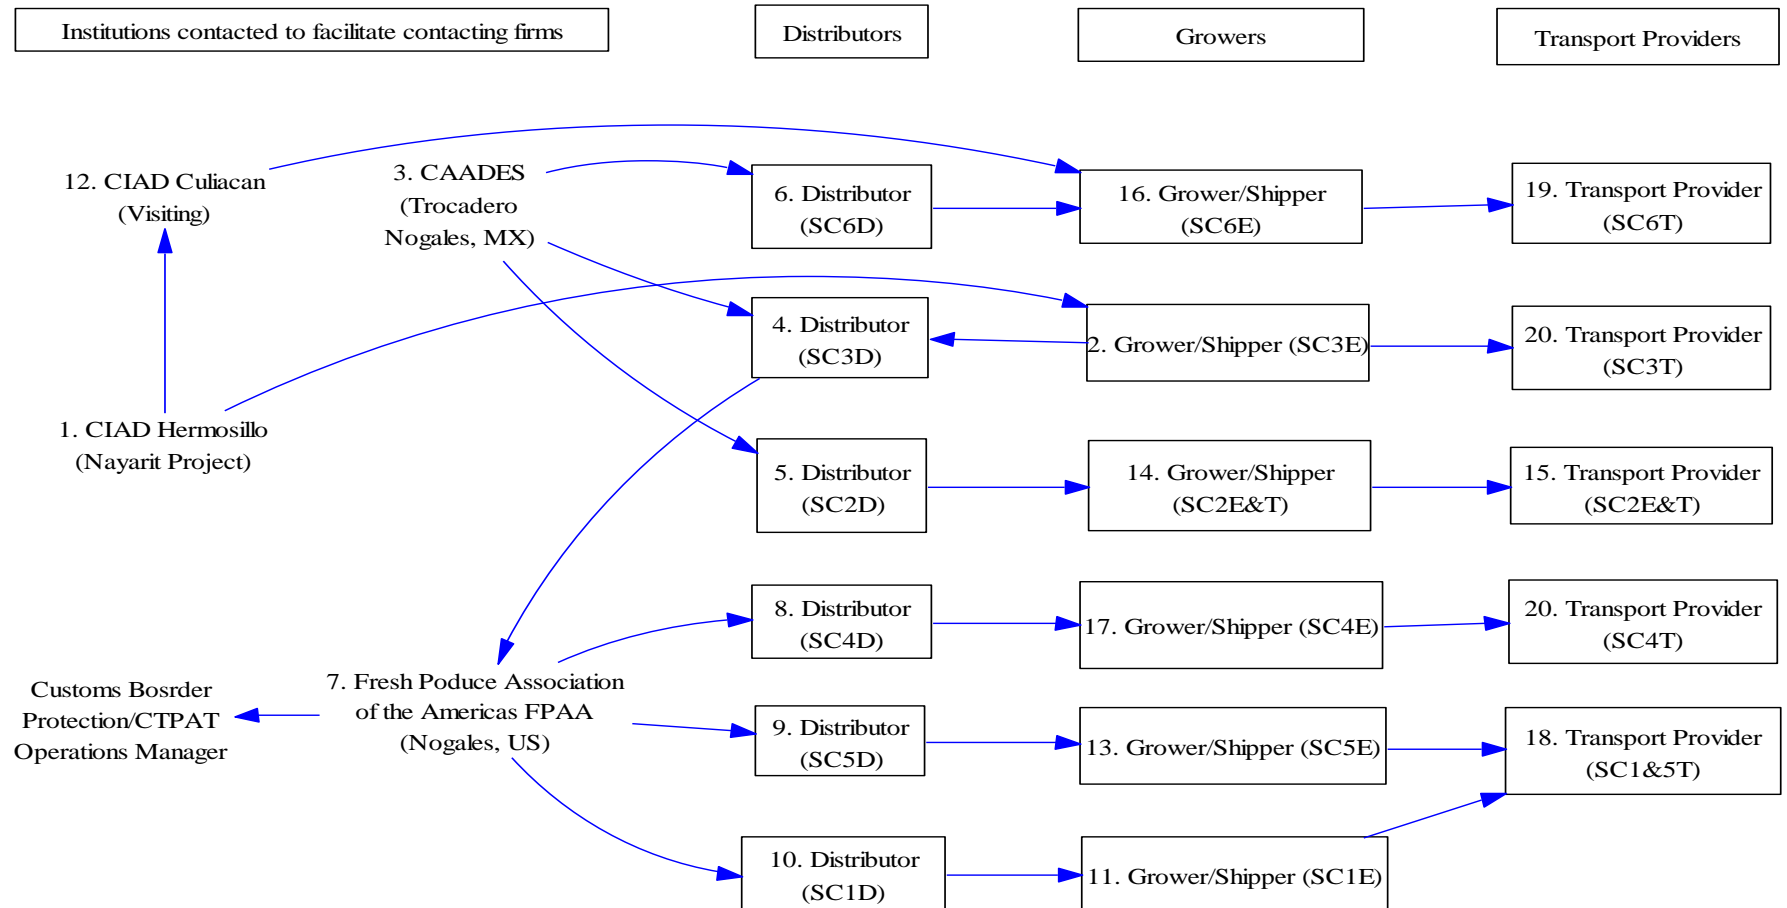 Institutions contacted to facilitate contacting firms
Distributors
Growers
Transport Providers
12. CIAD Culiacan
(Visiting)
3. CAADES
(Trocadero
Nogales, MX)
6. Distributor
(SC6D)
16. Grower/Shipper
(SC6E)
19. Transport Provider
(SC6T)
4. Distributor
(SC3D)
2. Grower/Shipper (SC3E)
20. Transport Provider
(SC3T)
1. CIAD Hermosillo
(Nayarit Project)
5. Distributor
(SC2D)
14. Grower/Shipper
(SC2E&T)
15. Transport Provider
(SC2E&T)
8. Distributor
(SC4D)
17. Grower/Shipper (SC4E)
20. Transport Provider
(SC4T)
Customs Bosrder
Protection/CTPAT
Operations Manager
7. Fresh Poduce Association
of the Americas FPAA
(Nogales, US)
9. Distributor
(SC5D)
13. Grower/Shipper (SC5E)
18. Transport Provider
(SC1&5T)
10. Distributor
(SC1D)
11. Grower/Shipper (SC1E)